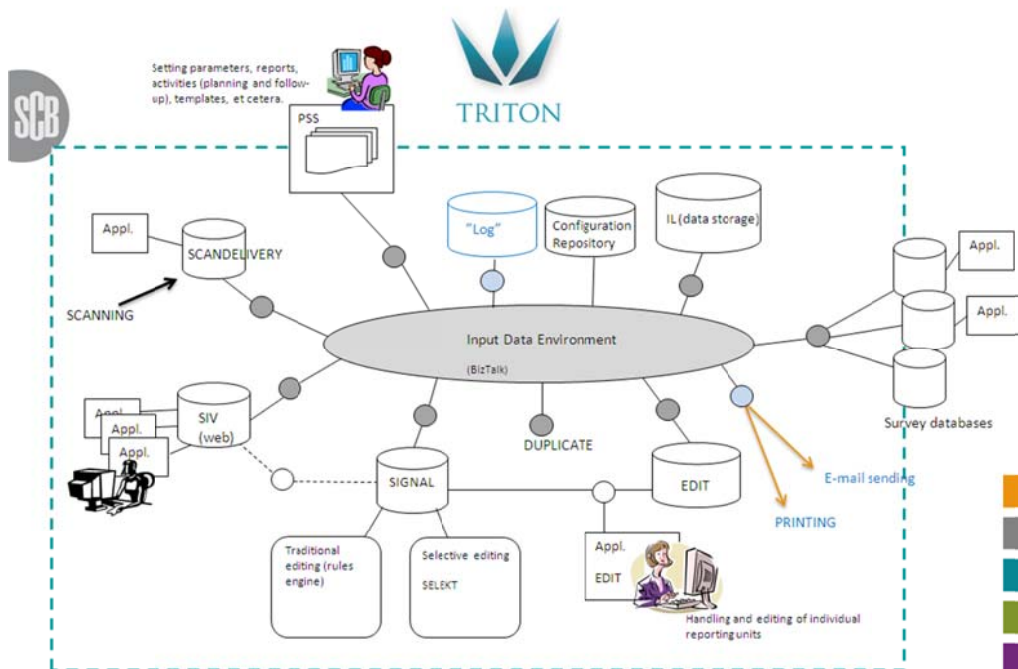 SCB
TRITON
Setting parameters, reports,
activities (planning and follow-
up), templates, et cetera.
PSS
"Log"
Configuration
Repository
IL (data storage)
Appl.
SCANDELIVERY
SCANNING
Appl.
Appl.
Input Data Environment
(BizTalk)
Survey databases
Appl.
Appl.
Appl.
SIV
(web)
SIGNAL
DUPLICATE
EDIT
E-mail sending
PRINTING
Traditional
editing (rules
engine)
Selective editing
SELEKT
Appl.
EDIT
Handling and editing of individual
reporting units